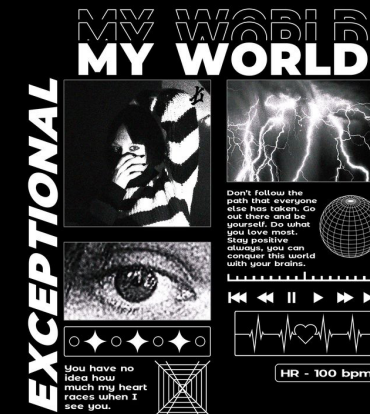 MY WORLD
MY WORLD
EXCEPTIONAL
Don't follow the
path that everyone
else has taken. Go
out there and be
yourself. Do what
you love most.
Stay positive
always, you can
conquer this world
with your brains.
You have no
idea how
much my heart
races when I
see you.
HR - 100 bpm